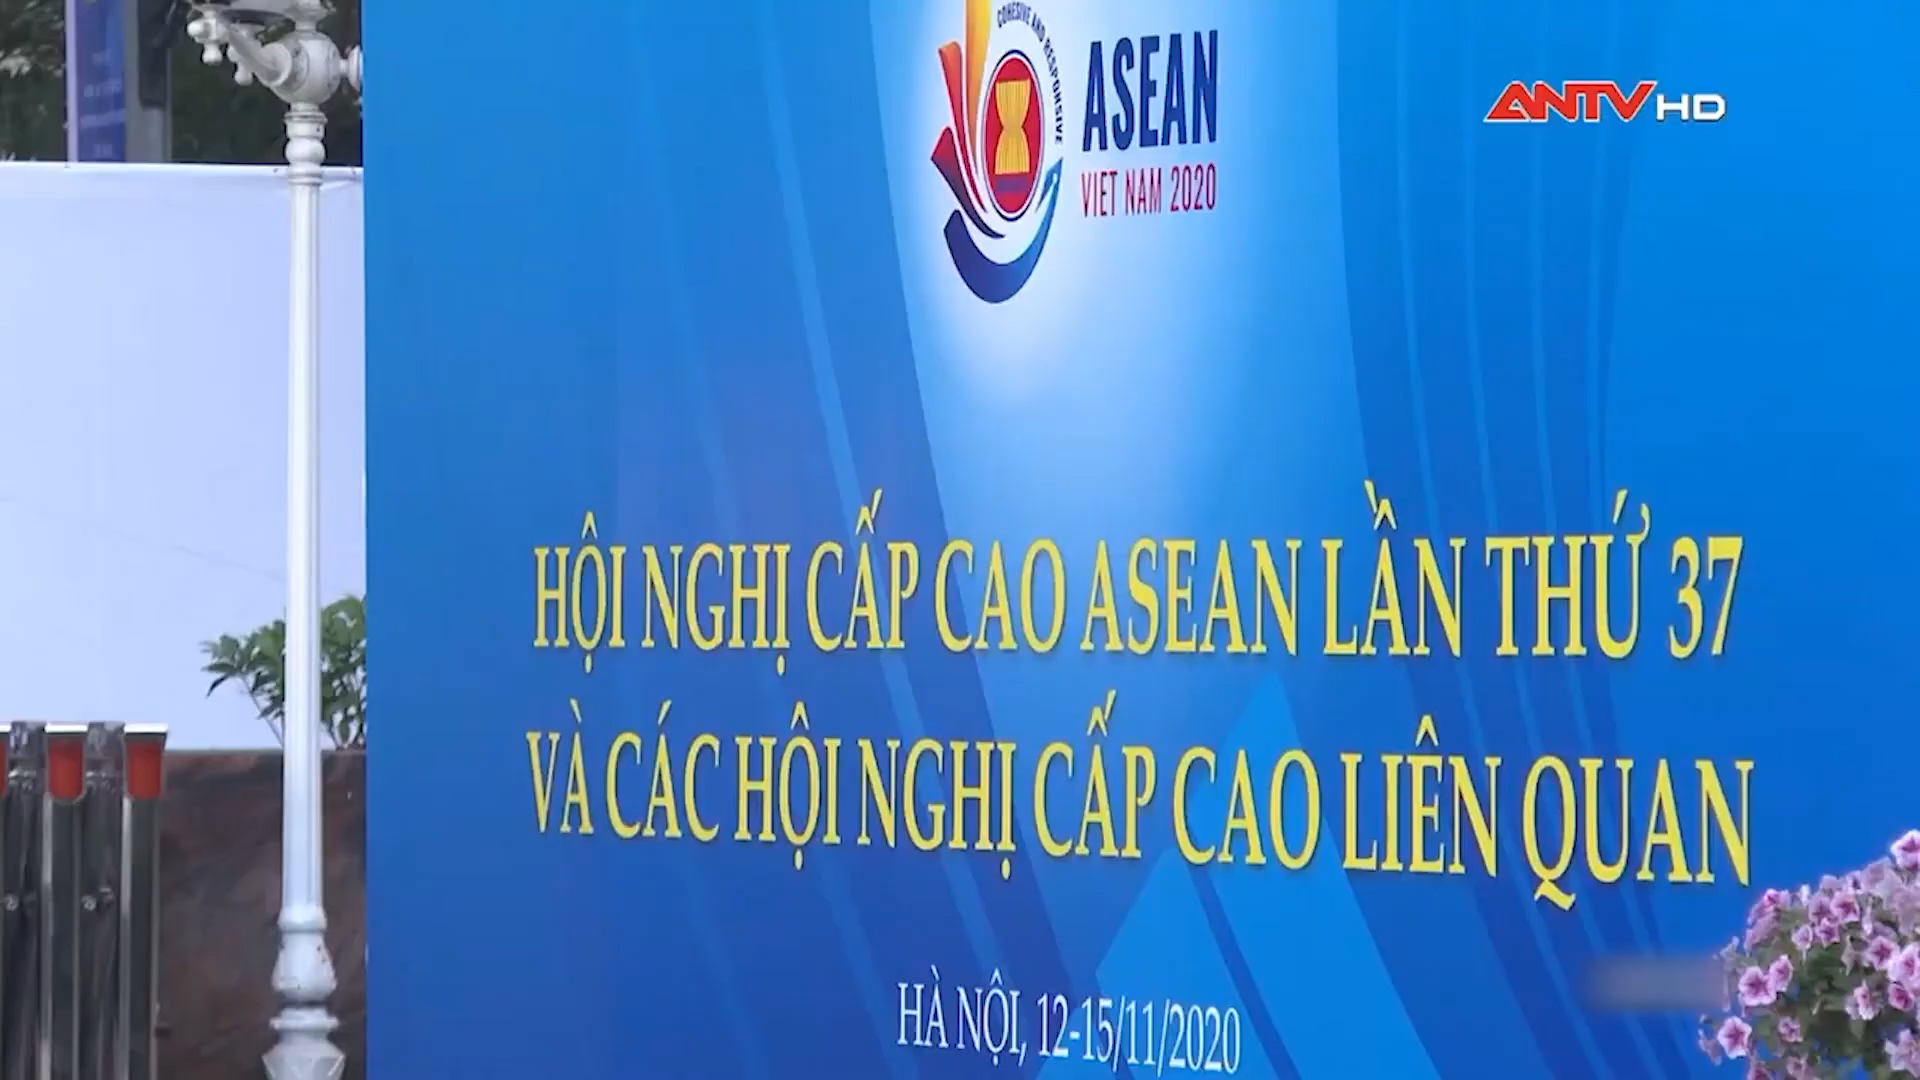 COHESIVE AND RESPONSIVE
ASEAN
VIET NAM 2020
ANTV HD
HỘI NGHỊ CẤP CAO ASEAN LẦN THỨ 37
VÀ CÁC HỘI NGHỊ CẤP CAO LIÊN QUAN
HÀ NỘI, 12-15/11/2020